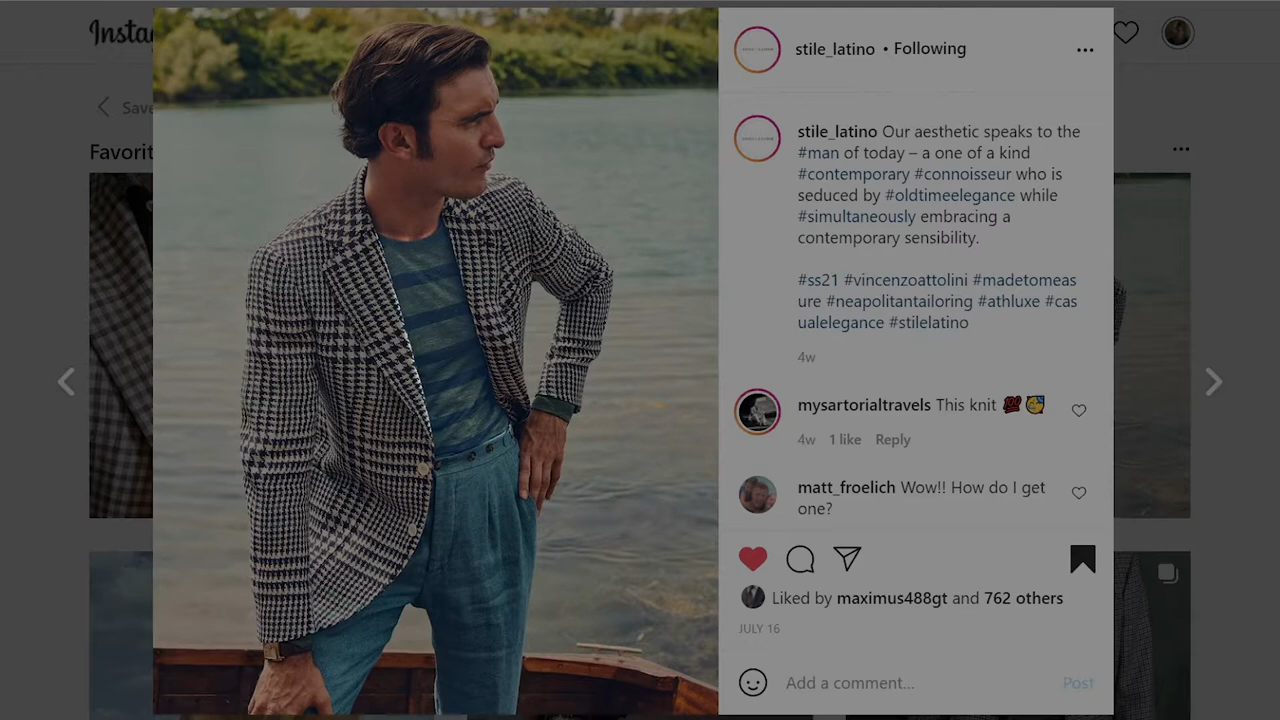 Insta
Save
Favorit
stile_latino • Following
stile_latino Our aesthetic speaks to the
#man of today – a one of a kind
#contemporary #connoisseur who is
seduced by #oldtimeelegance while
#simultaneously embracing a
contemporary sensibility.
#ss21 #vincenzoattolini #madetomeas
ure #neapolitantailoring #athluxe #cas
ualelegance #stilelatino
4w
mysartorialtravels This knit 💯 🥳
4w 1 like Reply
matt_froelich Wow!! How do I get
one?
Liked by maximus488gt and 762 others
JULY 16
Add a comment... Post